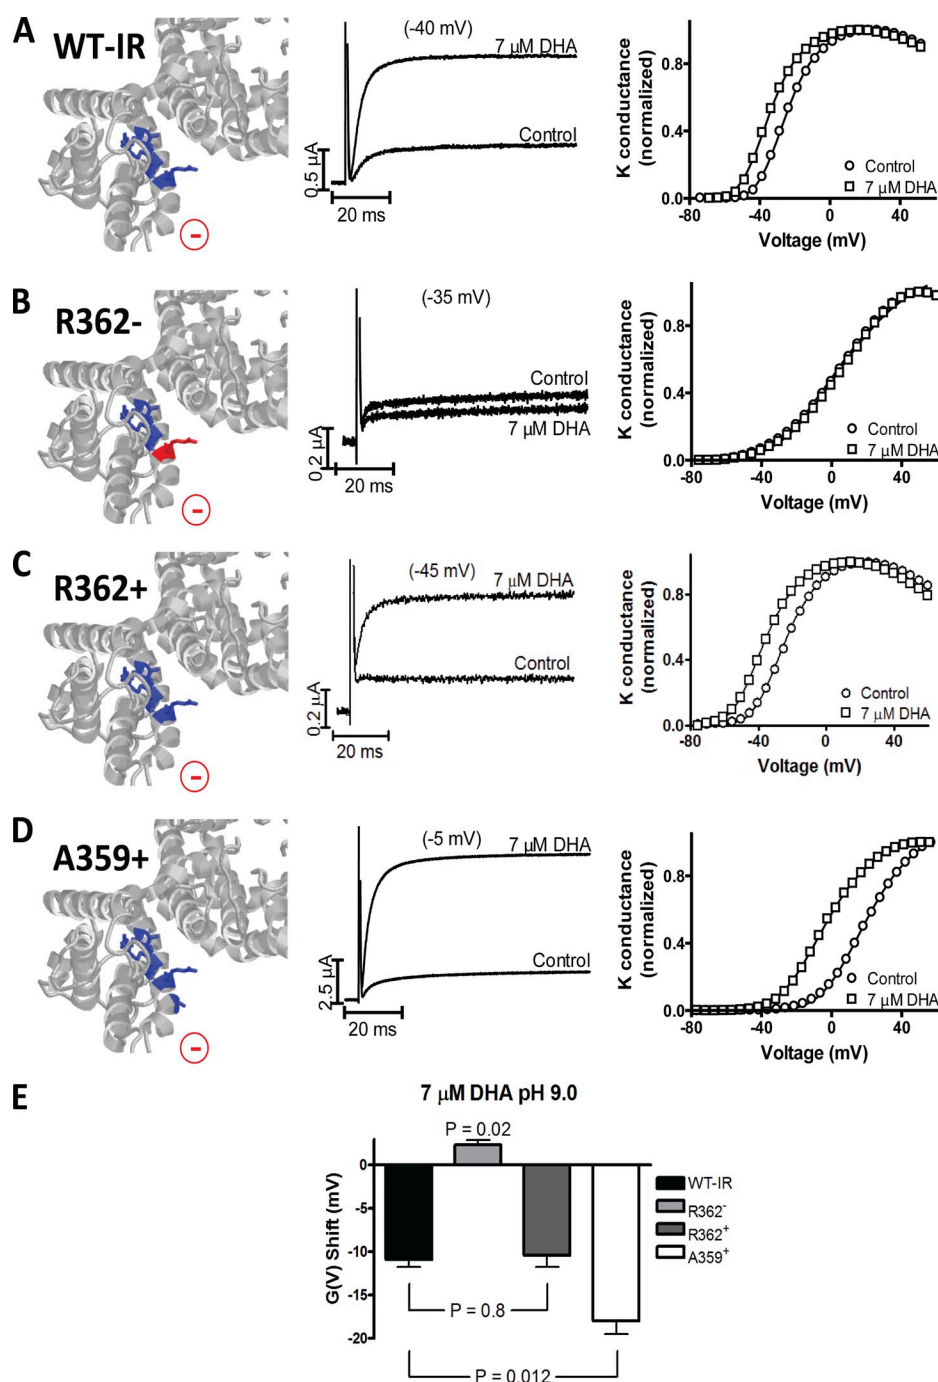 A
WT-IR
(-40 mV)
7 µM DHA
Control
0.5 µA
20 ms
K conductance
(normalized)
0.8
0.4
0.0
-80
-40
0
40
Voltage (mV)
Control
7 µM DHA
B
R362-
(-35 mV)
Control
7 µM DHA
0.2 µA
20 ms
K conductance
(normalized)
0.8
0.4
0.0
-80
-40
0
40
Voltage (mV)
Control
7 µM DHA
C
R362+
(-45 mV)
7 µM DHA
Control
0.2 µA
20 ms
K conductance
(normalized)
0.8
0.4
0.0
-80
-40
0
40
Voltage (mV)
Control
7 µM DHA
D
A359+
(-5 mV)
7 µM DHA
Control
2.5 µA
20 ms
K conductance
(normalized)
0.8
0.4
0.0
-80
-40
0
40
Voltage (mV)
Control
7 µM DHA
E
7 µM DHA pH 9.0
P = 0.02
G(V) Shift (mV)
0
-5
-10
-15
-20
P = 0.8
P = 0.012
WT-IR
R362⁻
R362⁺
A359⁺